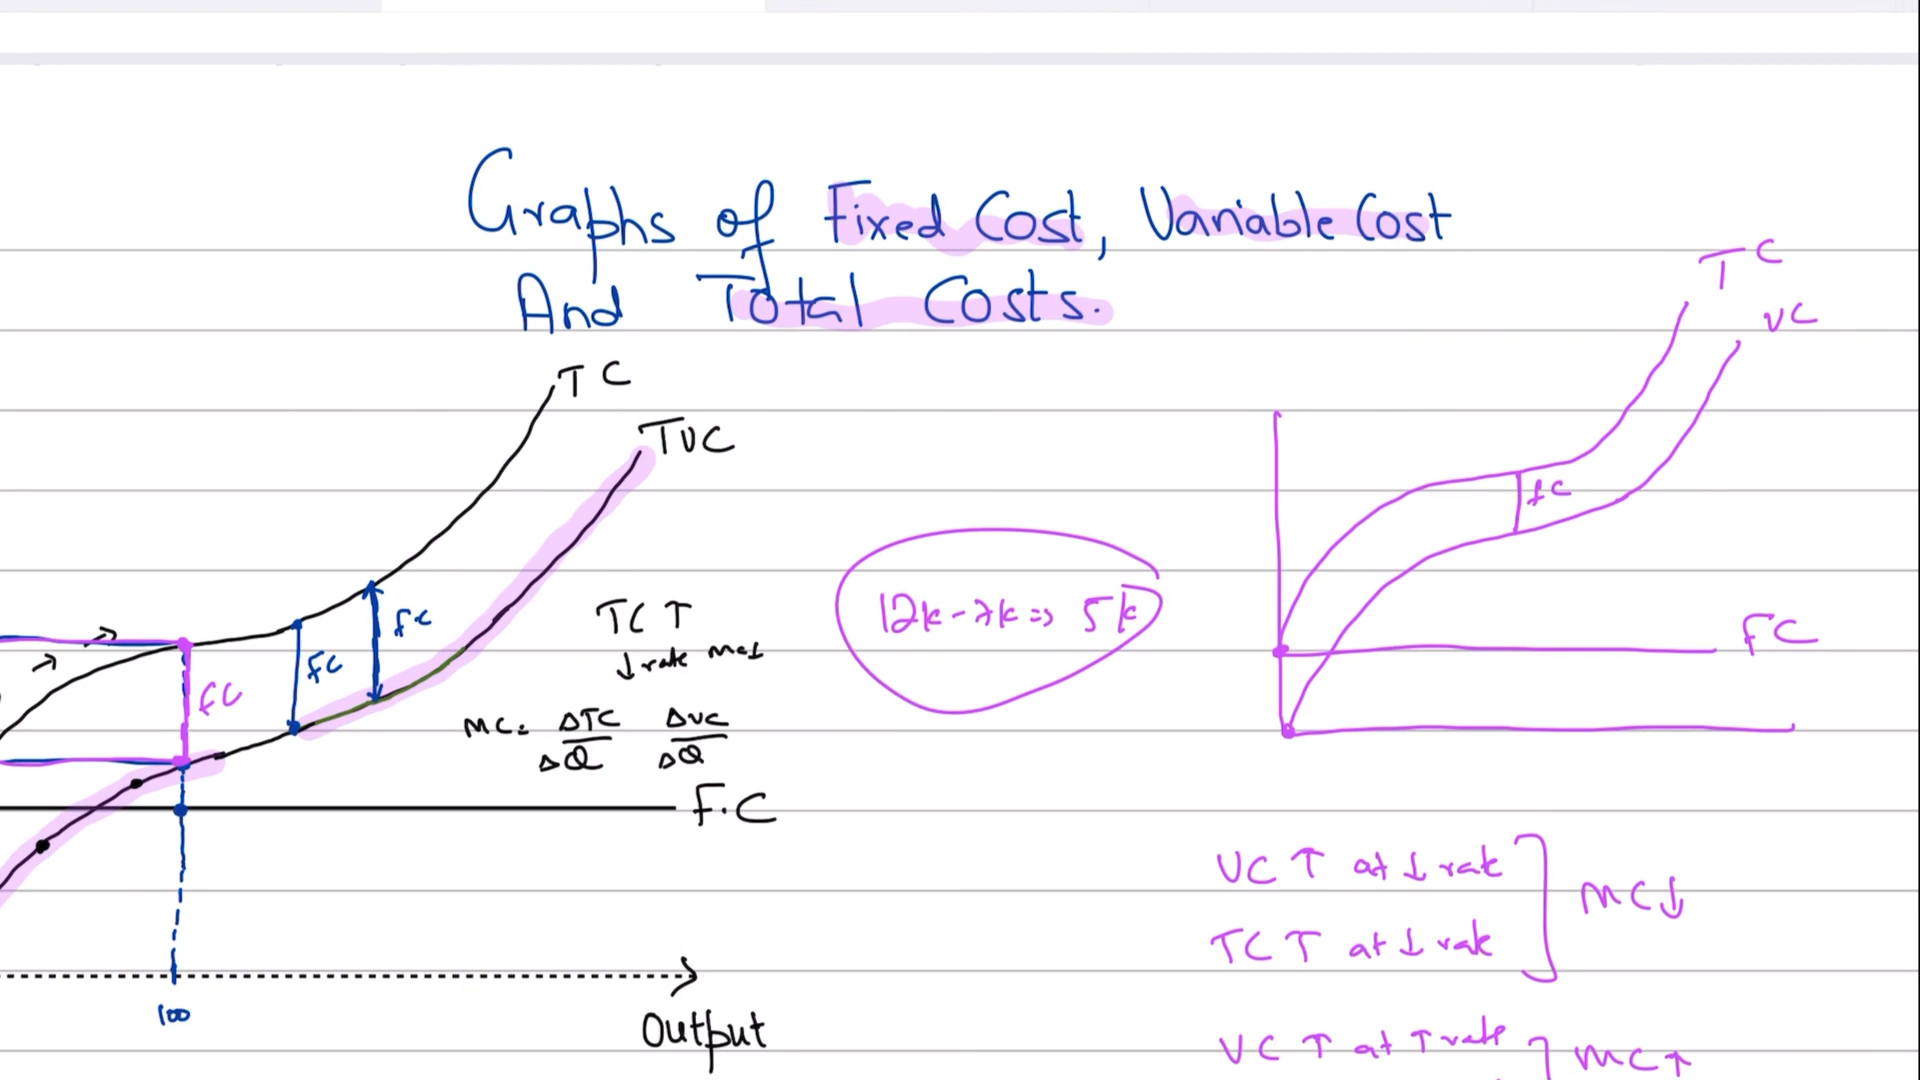 Graphs of Fixed Cost, Variable Cost
And Total Costs.
TC
TVC
fc
fc
fc
TC ↑
↓ rate mc↓
MC = ΔTC/ΔQ ΔVC/ΔQ
F.C
100
Output
12k - 7k => 5k
TC
VC
fc
FC
VC ↑ at ↓ rate
TC ↑ at ↓ rate
MC↓
VC ↑ at ↑ rate
MC↑